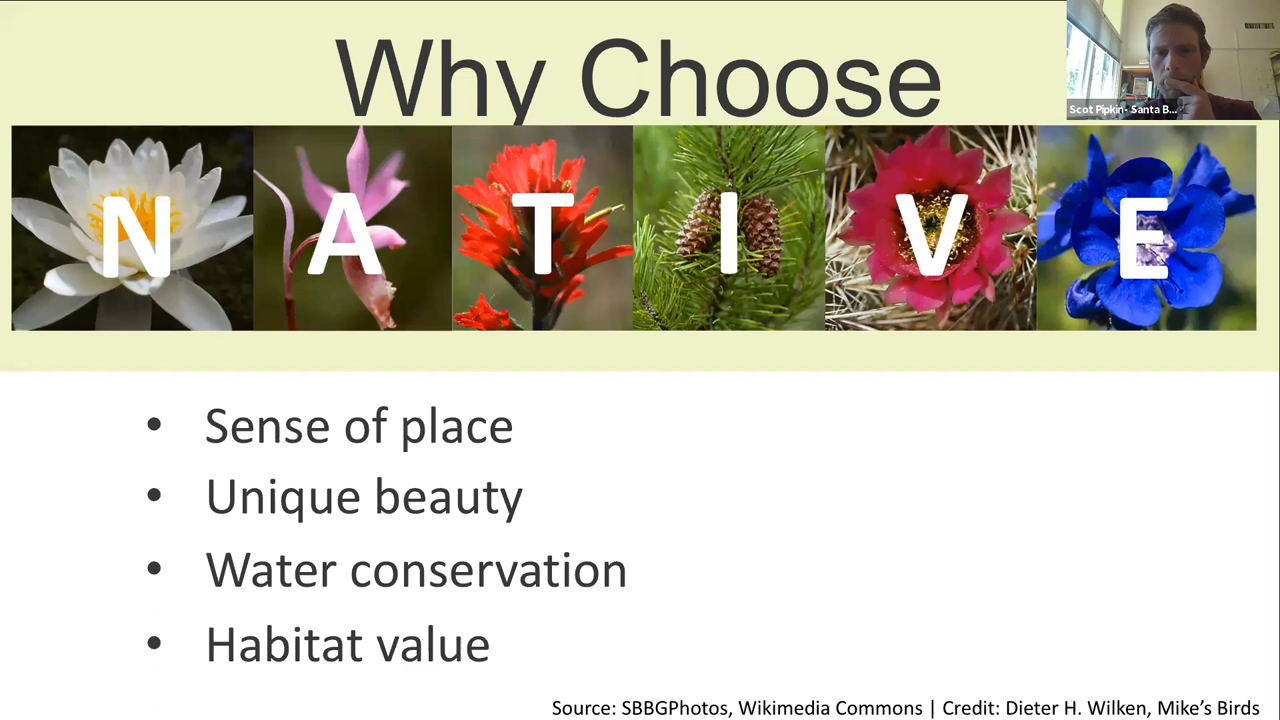 Why Choose
Scot Pipkin- Santa B...
NATIVE
• Sense of place
• Unique beauty
• Water conservation
• Habitat value
Source: SBBGPhotos, Wikimedia Commons | Credit: Dieter H. Wilken, Mike’s Birds